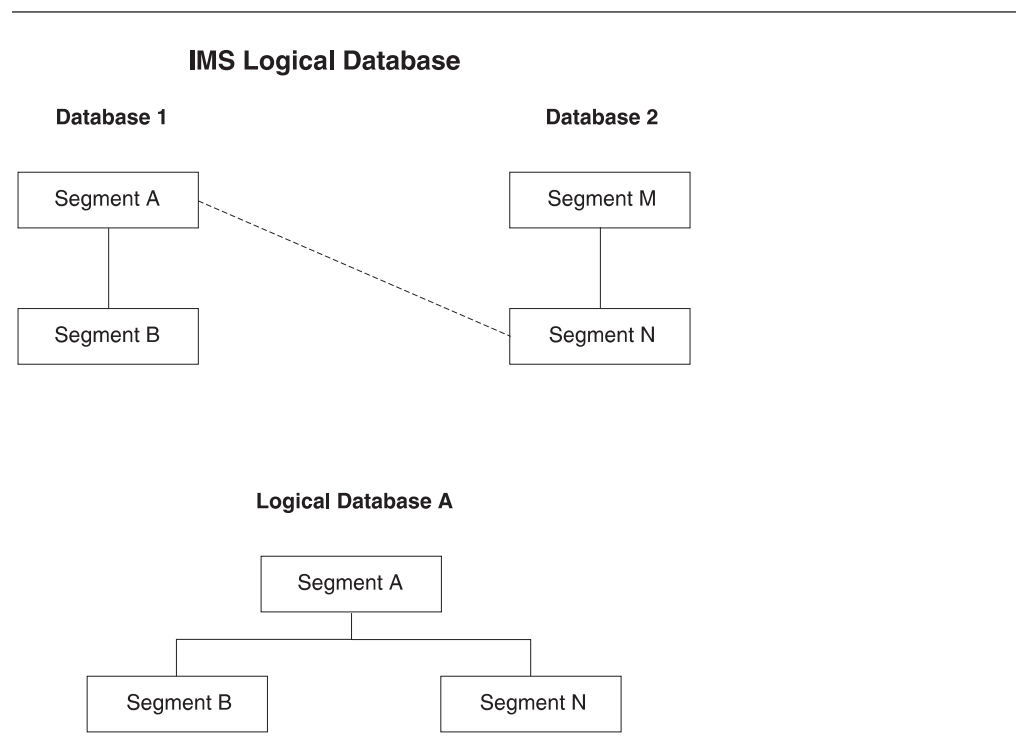 IMS Logical Database
Database 1
Database 2
Segment A
Segment M
Segment B
Segment N
Logical Database A
Segment A
Segment B
Segment N